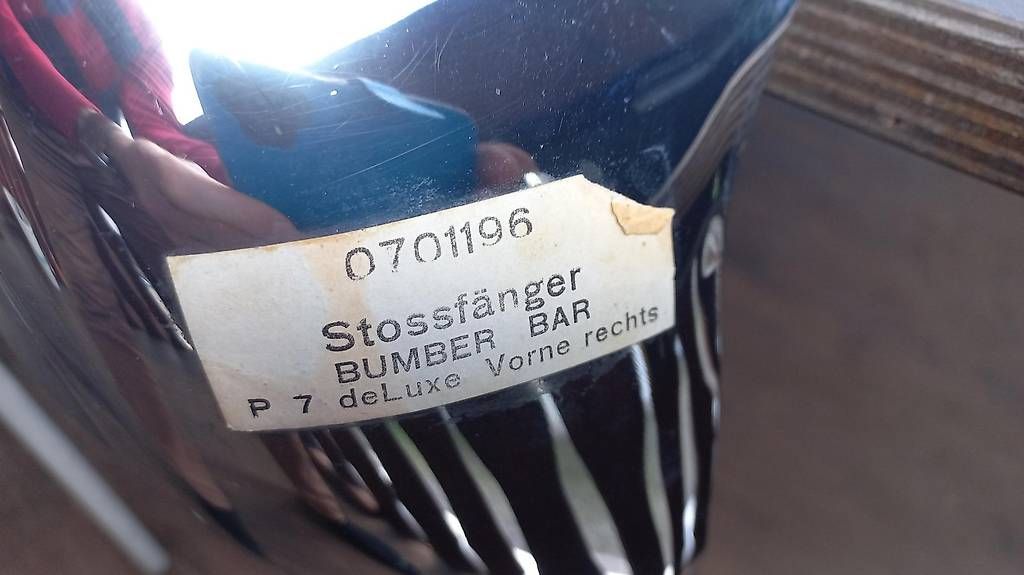 0701196
Stossfänger
BUMBER BAR
P 7 deLuxe Vorne rechts